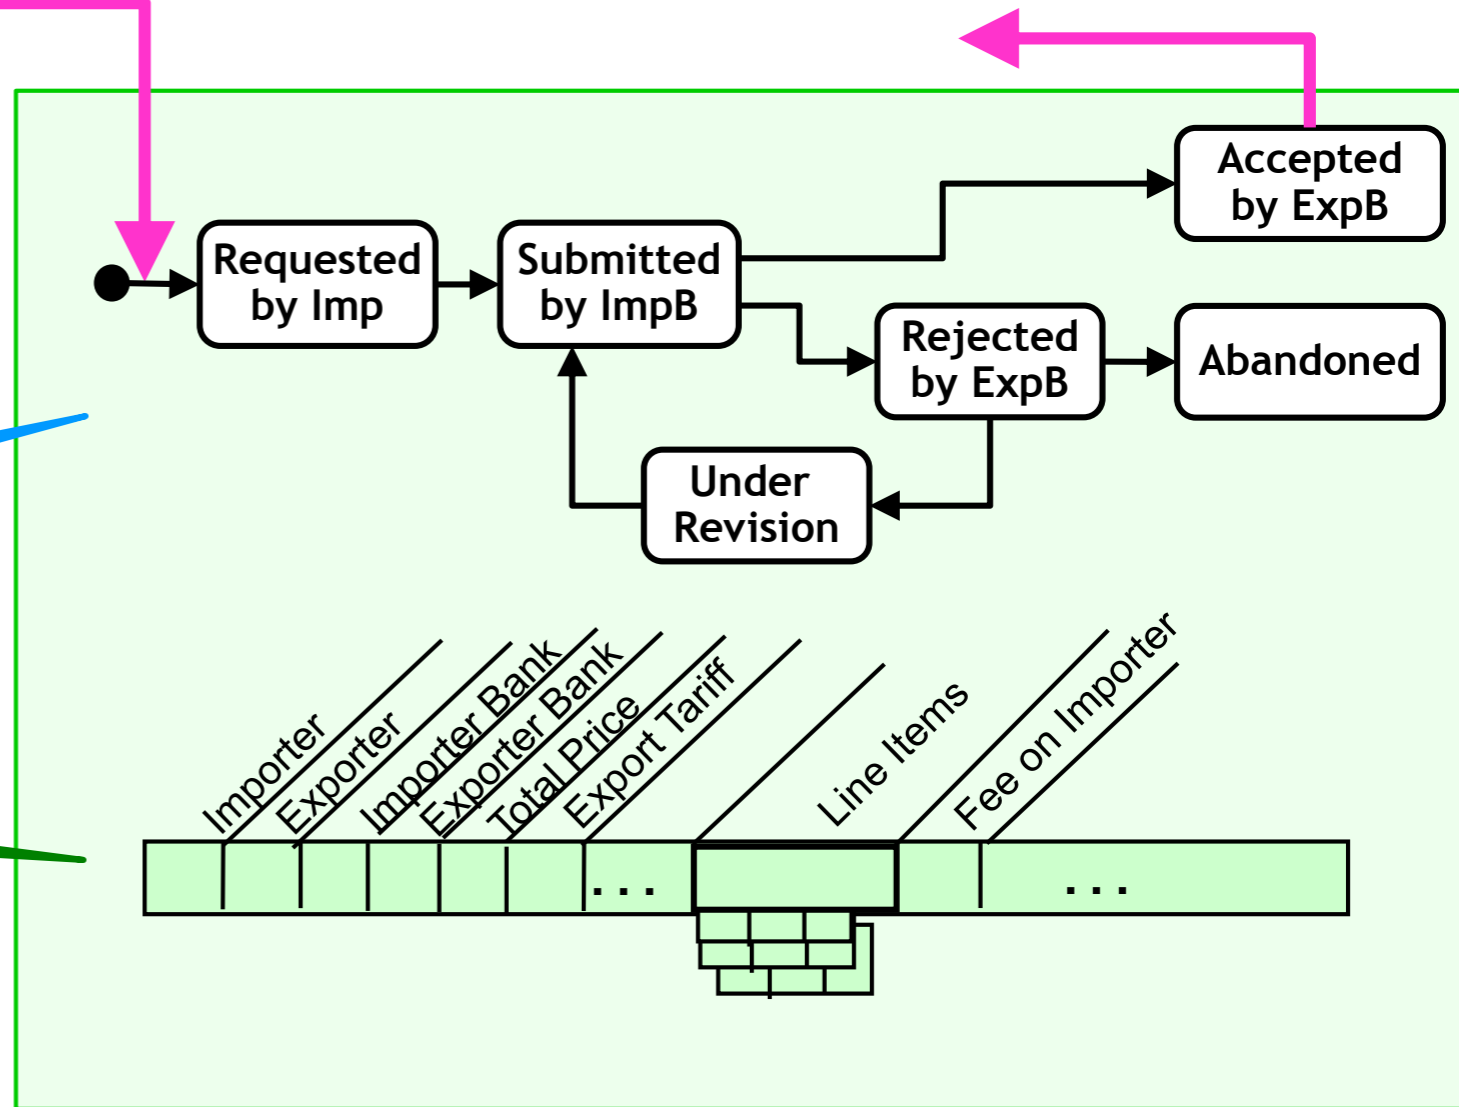 Accepted
by ExpB
Requested
by Imp
Submitted
by ImpB
Rejected
by ExpB
Abandoned
Under
Revision
Importer
Exporter
Importer Bank
Exporter Bank
Total Price
Export Tariff
Line Items
Fee on Importer
. . .
. . .